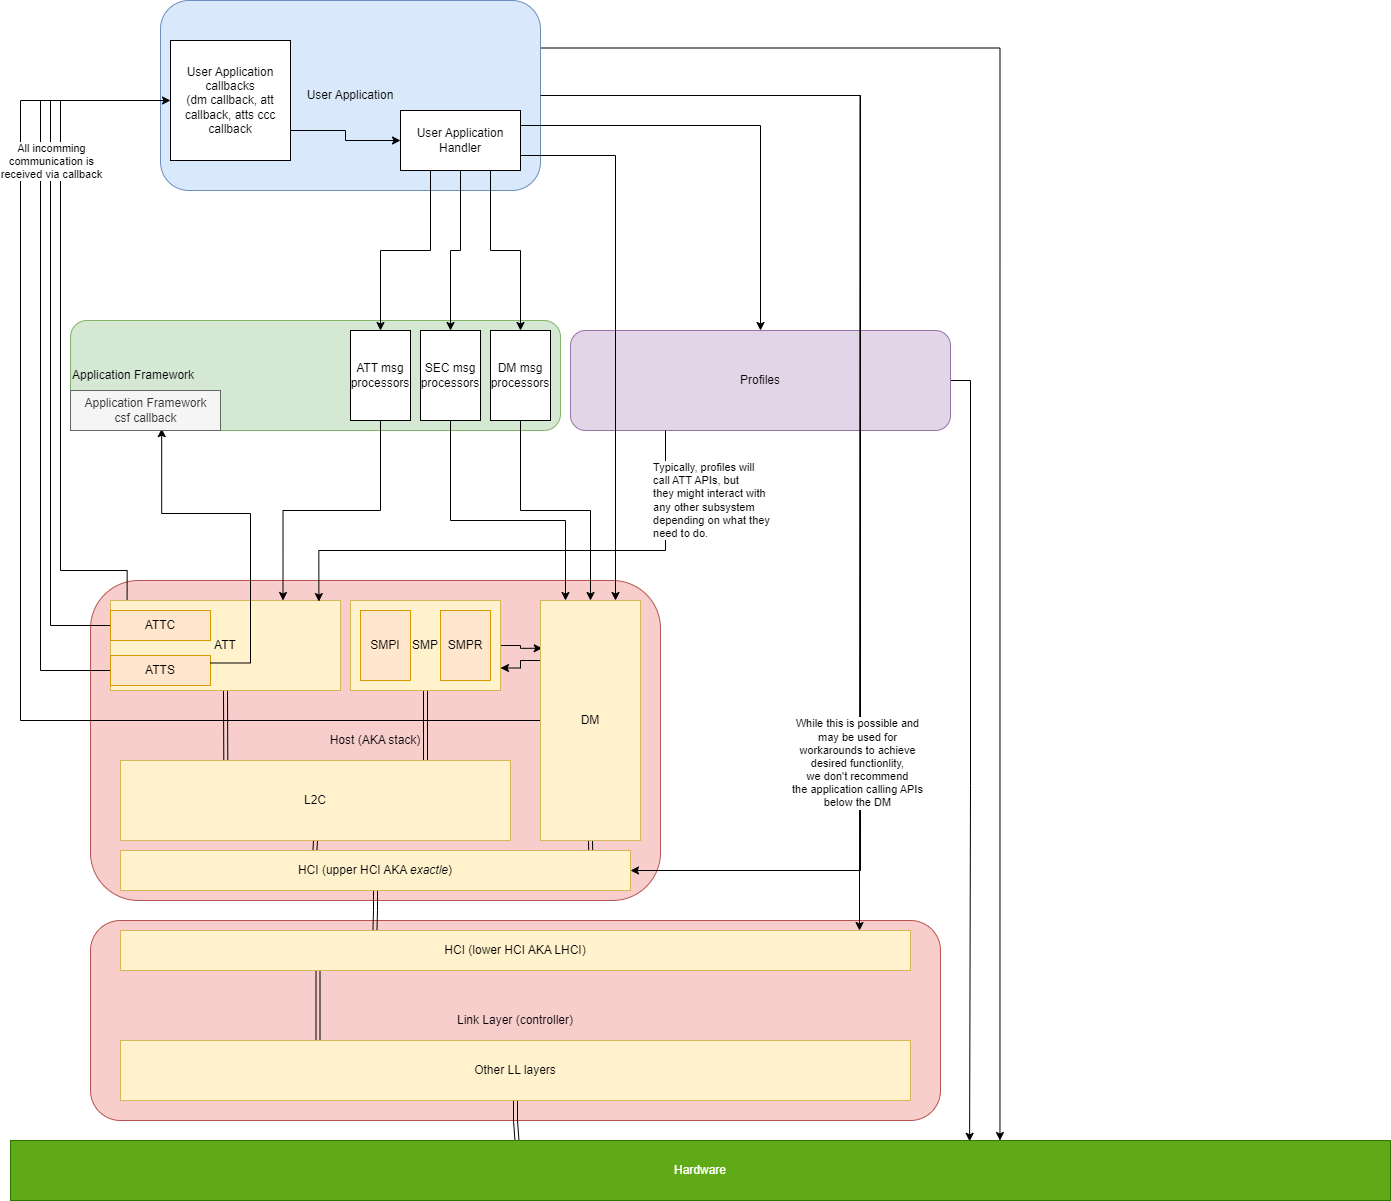 User Application
callbacks
(dm callback, att
callback, atts ccc
callback
User Application
User Application
Handler
All incomming
communication is
received via callback
ATT msg
processors
SEC msg
processors
DM msg
processors
Application Framework
Application Framework
csf callback
Profiles
Typically, profiles will
call ATT APIs, but
they might interact with
any other subsystem
depending on what they
need to do.
ATTC
ATT
ATTS
SMPI
SMP
SMPR
DM
Host (AKA stack)
L2C
While this is possible and
may be used for
workarounds to achieve
desired functionlity,
we don't recommend
the application calling APIs
below the DM
HCI (upper HCI AKA exactle)
HCI (lower HCI AKA LHCI)
Link Layer (controller)
Other LL layers
Hardware